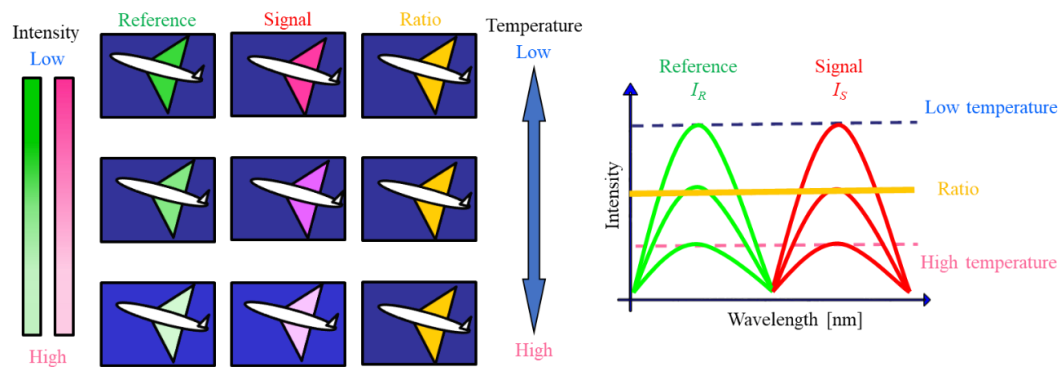 Intensity
Low
High
Reference
Signal
Ratio
Temperature
Low
High
Reference
I_R
Signal
I_S
Low temperature
Ratio
High temperature
Intensity
Wavelength [nm]